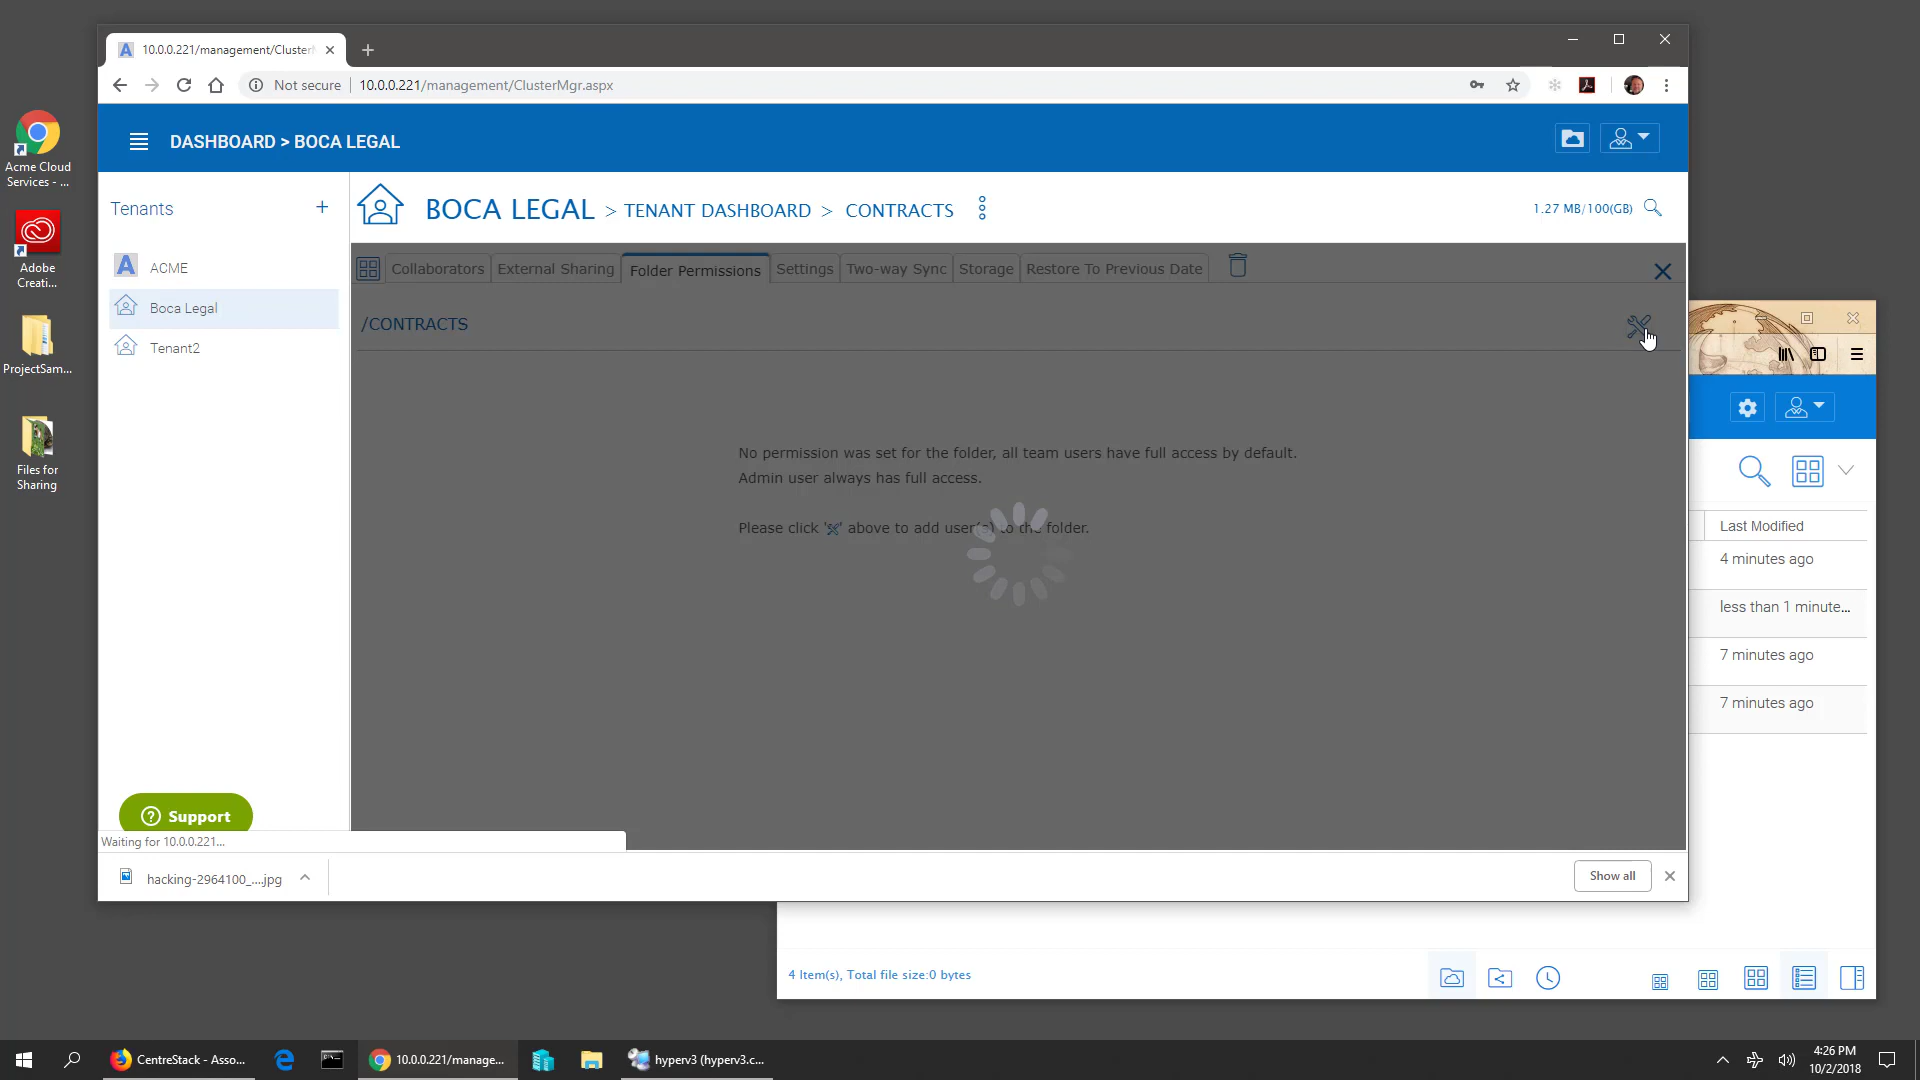 10.0.0.221/management/Cluster
Not secure
10.0.0.221/management/ClusterMgr.aspx
DASHBOARD > BOCA LEGAL
Tenants
+
ACME
Boca Legal
Tenant2
BOCA LEGAL > TENANT DASHBOARD > CONTRACTS
1.27 MB/100(GB)
Collaborators
External Sharing
Folder Permissions
Settings
Two-way Sync
Storage
Restore To Previous Date
/CONTRACTS
No permission was set for the folder, all team users have full access by default.
Admin user always has full access.
Please click ' ' above to add user(s) to the folder.
Support
Waiting for 10.0.0.221...
hacking-2964100_....jpg
Show all
Acme Cloud
Services - ...
Adobe
Creati...
ProjectSam...
Files for
Sharing
Last Modified
4 minutes ago
less than 1 minute...
7 minutes ago
7 minutes ago
4 Item(s), Total file size:0 bytes
CentreStack - Asso...
10.0.0.221/manage...
hyperv3 (hyperv3.c...
4:26 PM
10/2/2018